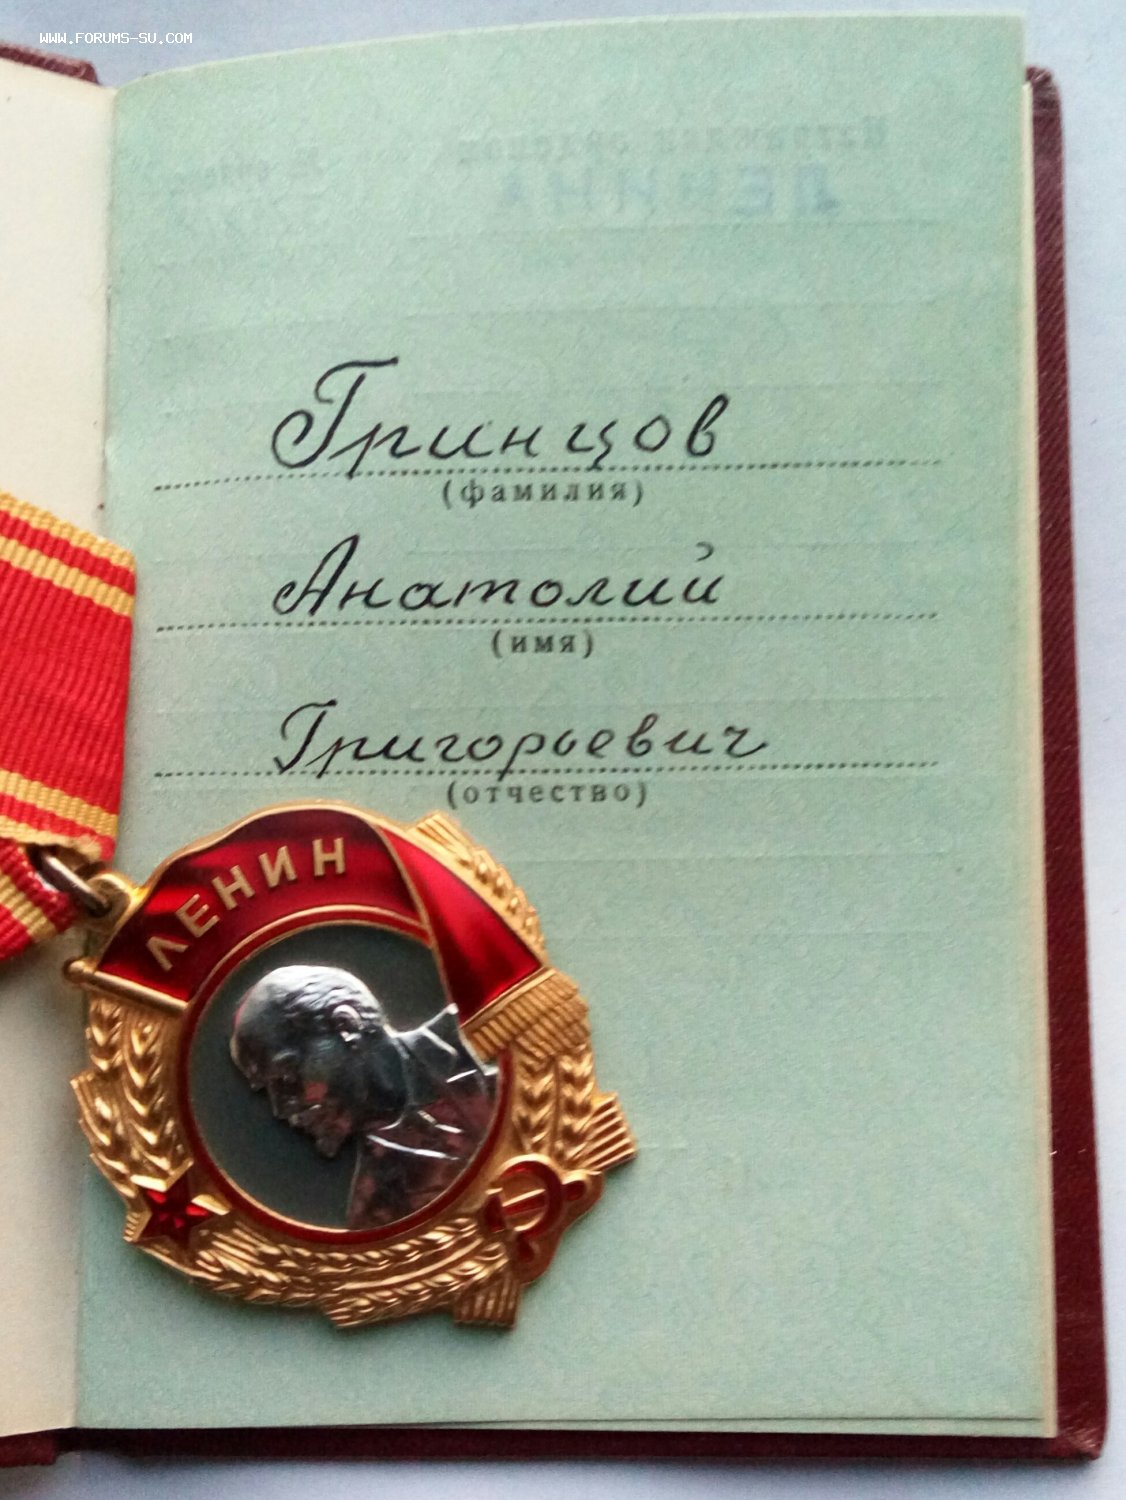 WWW.FORUMS-SU.COM
Гринцов
(фамилия)
Анатолий
(имя)
Григорьевич
(отчество)
ЛЕНИН